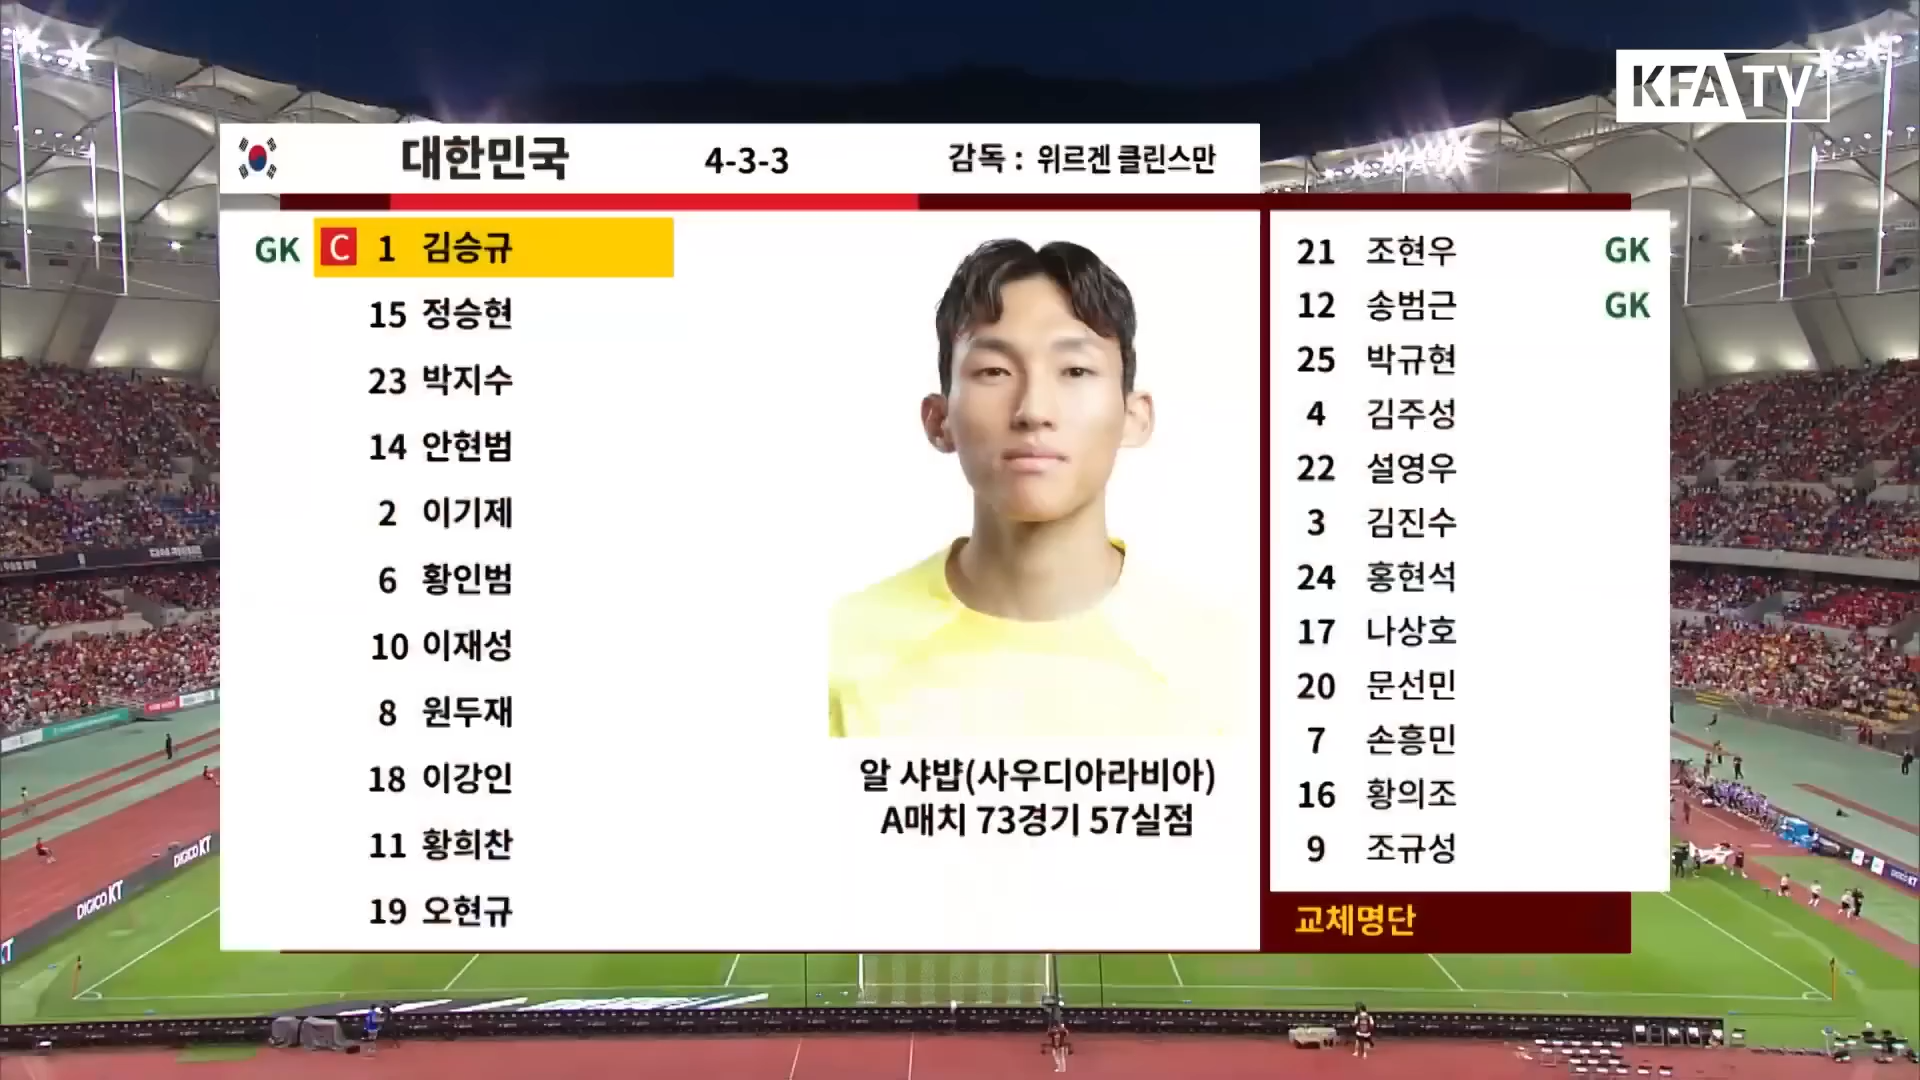 KFA TV
대한민국 4-3-3 감독 : 위르겐 클린스만
GK C 1 김승규
15 정승현
23 박지수
14 안현범
2 이기제
6 황인범
10 이재성
8 원두재
18 이강인
11 황희찬
19 오현규
알 샤밥(사우디아라비아)
A매치 73경기 57실점
21 조현우 GK
12 송범근 GK
25 박규현
4 김주성
22 설영우
3 김진수
24 홍현석
17 나상호
20 문선민
7 손흥민
16 황의조
9 조규성
교체명단
DIGICO KT
DIGICO KT